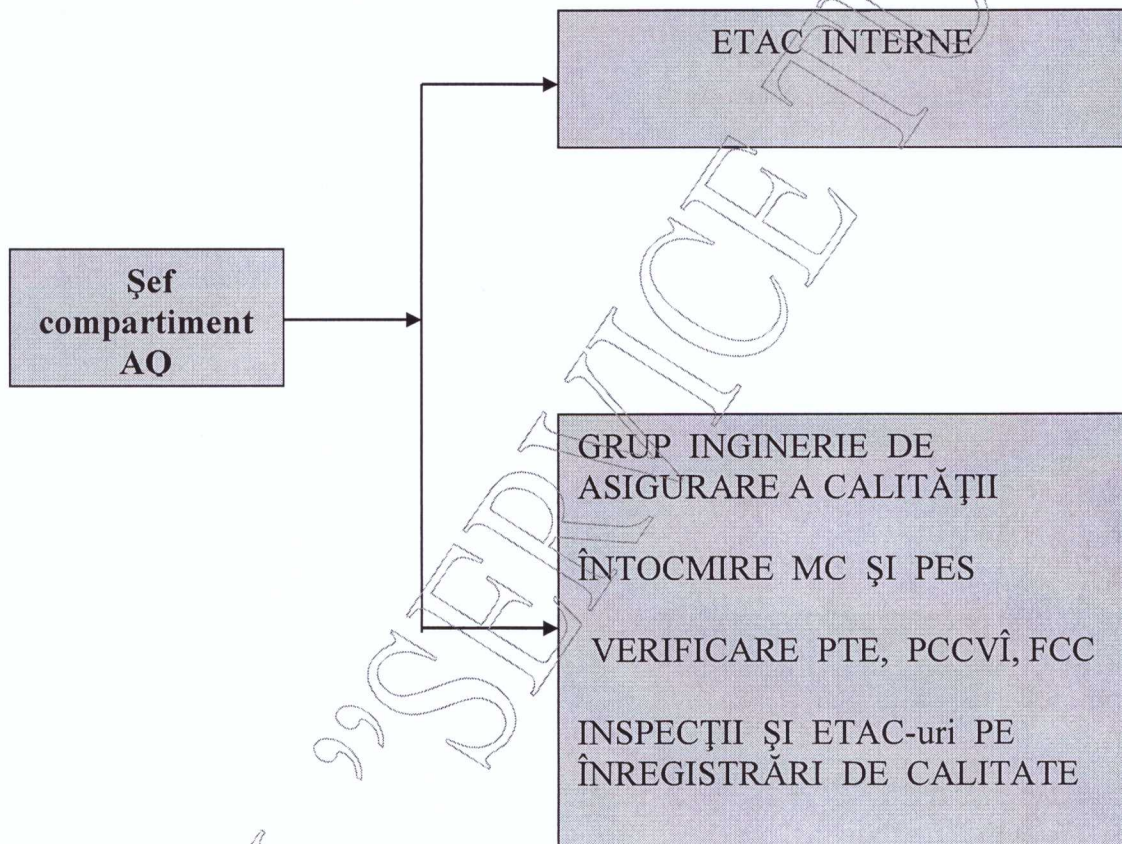 ETAC INTERNE
Şef
compartiment
AQ
GRUP INGINERIE DE
ASIGURARE A CALITĂŢII
ÎNTOCMIRE MC ŞI PES
VERIFICARE PTE, PCCVÎ, FCC
INSPECŢII ŞI ETAC-uri PE
ÎNREGISTRĂRI DE CALITATE
”SERVICE